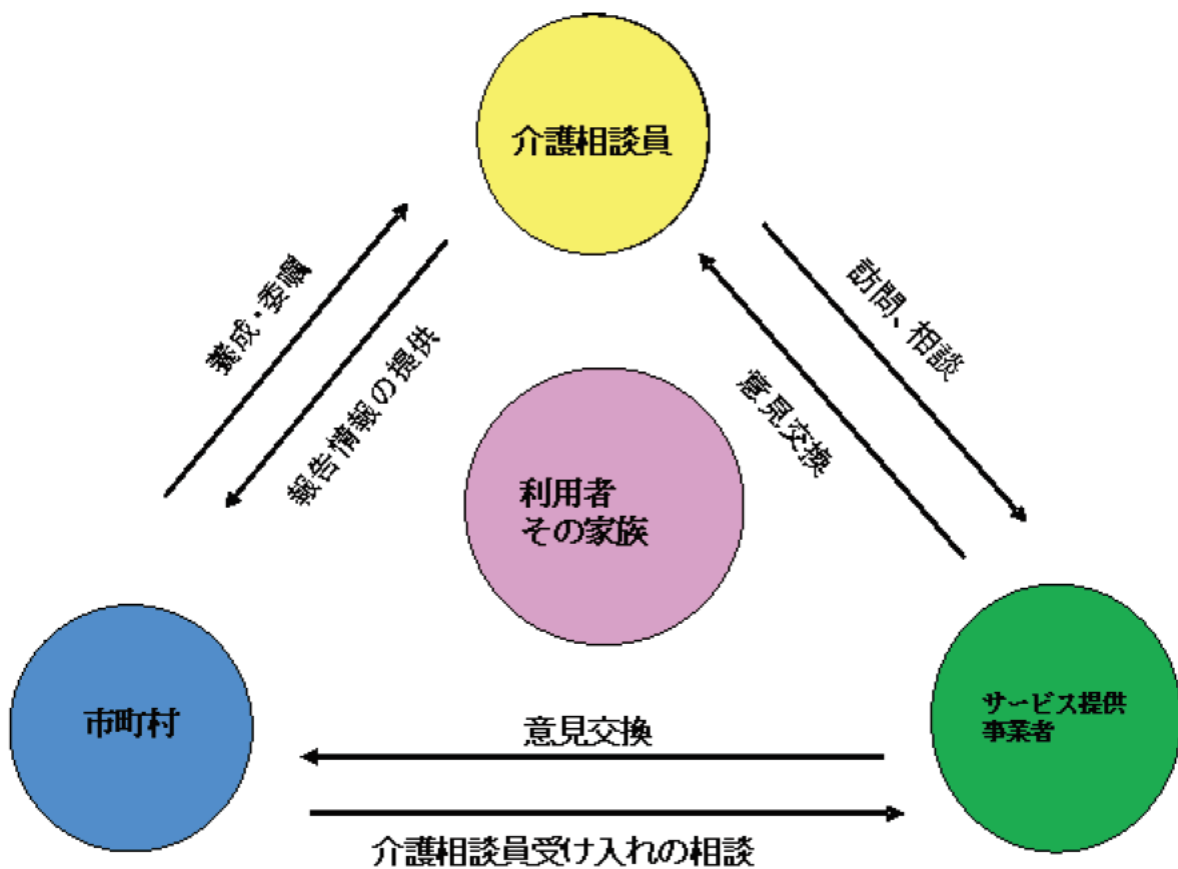 介護相談員
養成・委嘱
報告情報の提供
訪問、相談
意見交換
利用者
その家族
市町村
サービス提供
事業者
意見交換
介護相談員受け入れの相談